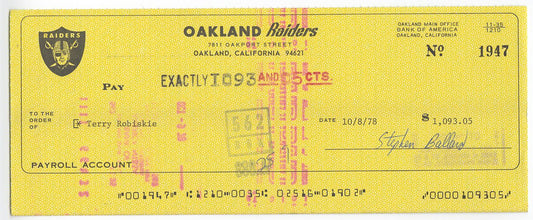 RAIDERS
OAKLAND Raiders
7811 OAKPORT STREET
OAKLAND, CALIFORNIA 94621
OAKLAND MAIN OFFICE
BANK OF AMERICA
OAKLAND, CALIFORNIA
11-35
1210
No 1947
PAY
EXACTLY 1093 AND 05 CTS.
TO THE
ORDER
OF
Terry Robiskie
DATE 10/8/78 $ 1,093.05
562
Stephen Ballard
PAYROLL ACCOUNT
⑈001947⑈ ⑆1210⑉0035⑆ 02516⑉01902⑈ ⑈0000109305⑈